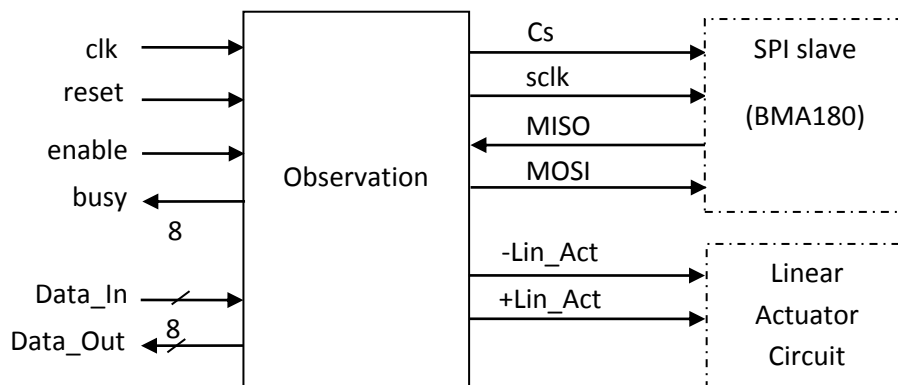 clk
reset
enable
busy
8
Data_In
8
Data_Out
Observation
Cs
sclk
MISO
MOSI
-Lin_Act
+Lin_Act
SPI slave
(BMA180)
Linear
Actuator
Circuit